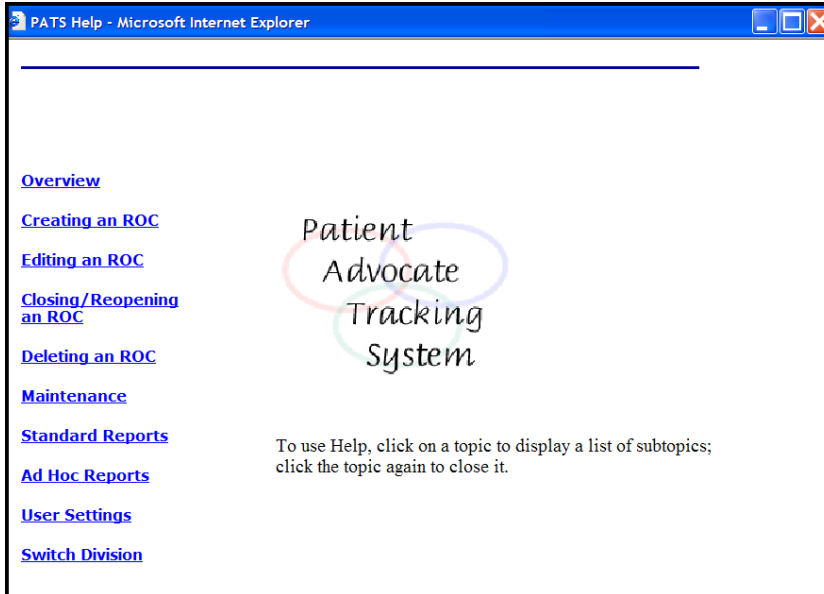 PATS Help - Microsoft Internet Explorer
Overview
Creating an ROC
Editing an ROC
Closing/Reopening
an ROC
Deleting an ROC
Maintenance
Standard Reports
Ad Hoc Reports
User Settings
Switch Division
Patient
Advocate
Tracking
System
To use Help, click on a topic to display a list of subtopics;
click the topic again to close it.